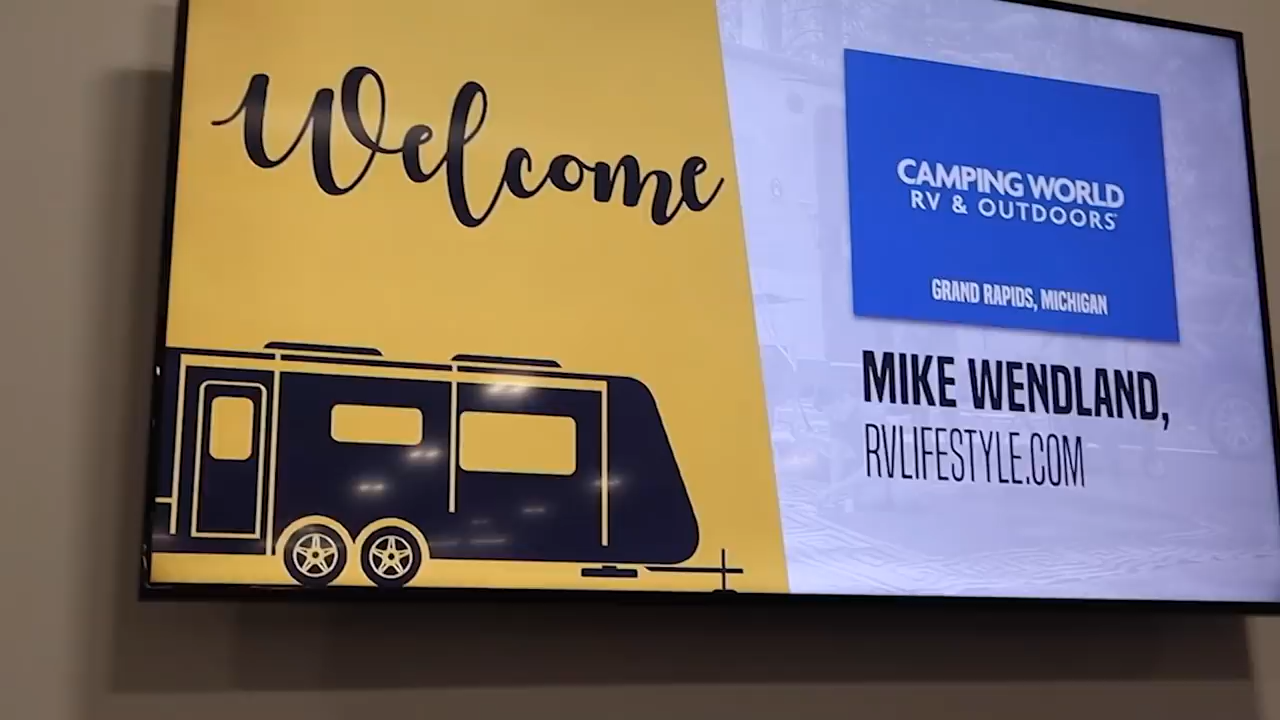 Welcome
CAMPING WORLD
RV & OUTDOORS
GRAND RAPIDS, MICHIGAN
MIKE WENDLAND,
RVLIFESTYLE.COM